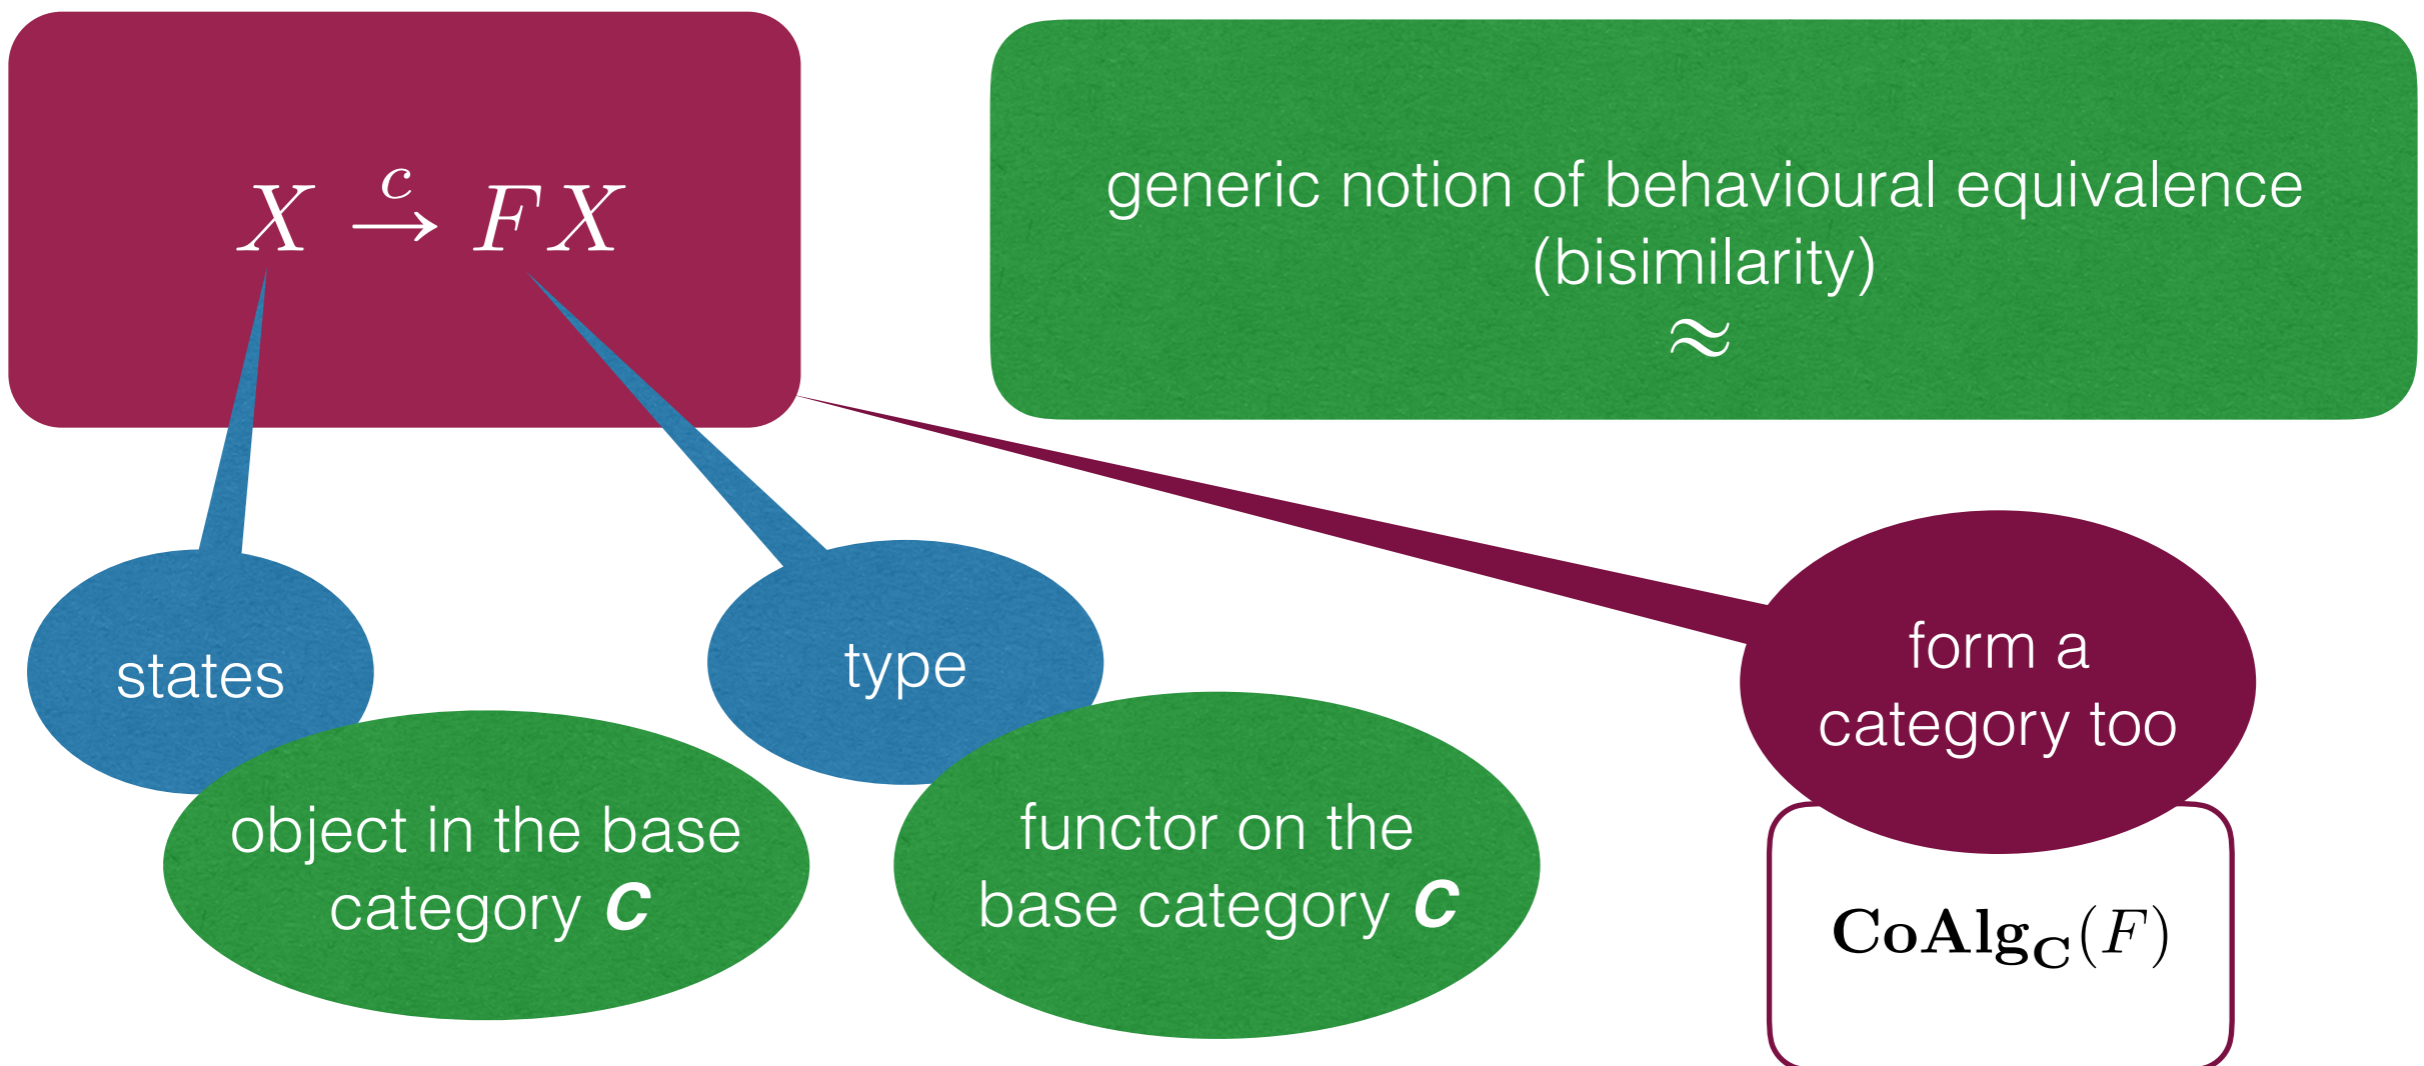 X \xrightarrow{c} FX
generic notion of behavioural equivalence
(bisimilarity)
≈
states
type
form a
category too
object in the base
category C
functor on the
base category C
CoAlg_C(F)